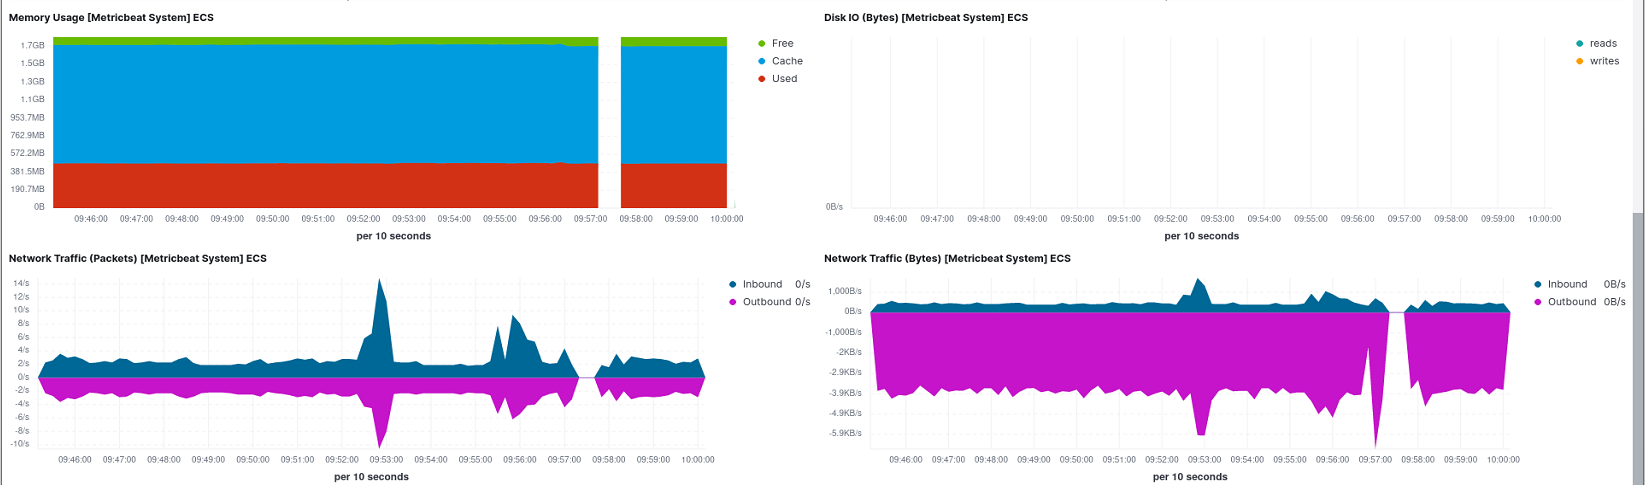 Memory Usage [Metricbeat System] ECS
1.7GB
1.5GB
1.3GB
1.1GB
953.7MB
762.9MB
572.2MB
381.5MB
190.7MB
0B
09:46:00 09:47:00 09:48:00 09:49:00 09:50:00 09:51:00 09:52:00 09:53:00 09:54:00 09:55:00 09:56:00 09:57:00 09:58:00 09:59:00 10:00:00
per 10 seconds
Free
Cache
Used
Disk IO (Bytes) [Metricbeat System] ECS
0B/s
09:46:00 09:47:00 09:48:00 09:49:00 09:50:00 09:51:00 09:52:00 09:53:00 09:54:00 09:55:00 09:56:00 09:57:00 09:58:00 09:59:00 10:00:00
per 10 seconds
reads
writes
Network Traffic (Packets) [Metricbeat System] ECS
14/s
12/s
10/s
8/s
6/s
4/s
2/s
0/s
-2/s
-4/s
-6/s
-8/s
-10/s
09:46:00 09:47:00 09:48:00 09:49:00 09:50:00 09:51:00 09:52:00 09:53:00 09:54:00 09:55:00 09:56:00 09:57:00 09:58:00 09:59:00 10:00:00
per 10 seconds
Inbound 0/s
Outbound 0/s
Network Traffic (Bytes) [Metricbeat System] ECS
1,000B/s
0B/s
-1,000B/s
-2KB/s
-2.9KB/s
-3.9KB/s
-4.9KB/s
-5.9KB/s
09:46:00 09:47:00 09:48:00 09:49:00 09:50:00 09:51:00 09:52:00 09:53:00 09:54:00 09:55:00 09:56:00 09:57:00 09:58:00 09:59:00 10:00:00
per 10 seconds
Inbound 0B/s
Outbound 0B/s